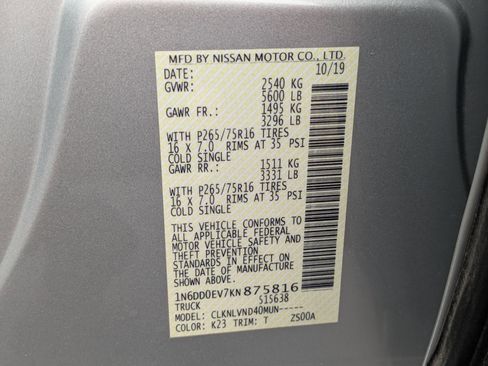 MFD BY NISSAN MOTOR CO., LTD.
DATE: 10/19
GVWR: 2540 KG
5600 LB
GAWR FR.: 1495 KG
3296 LB
WITH P265/75R16 TIRES
16 X 7.0 RIMS AT 35 PSI
COLD SINGLE
GAWR RR.: 1511 KG
3331 LB
WITH P265/75R16 TIRES
16 X 7.0 RIMS AT 35 PSI
COLD SINGLE
THIS VEHICLE CONFORMS TO
ALL APPLICABLE FEDERAL
MOTOR VEHICLE SAFETY AND
THEFT PREVENTION
STANDARDS IN EFFECT ON
THE DATE OF MANUFACTURE
SHOWN ABOVE
1N6DD0EV7KN875816
TRUCK 515638
MODEL: CLKNLVND40MUN-----
COLOR: K23 TRIM: T ZS00A